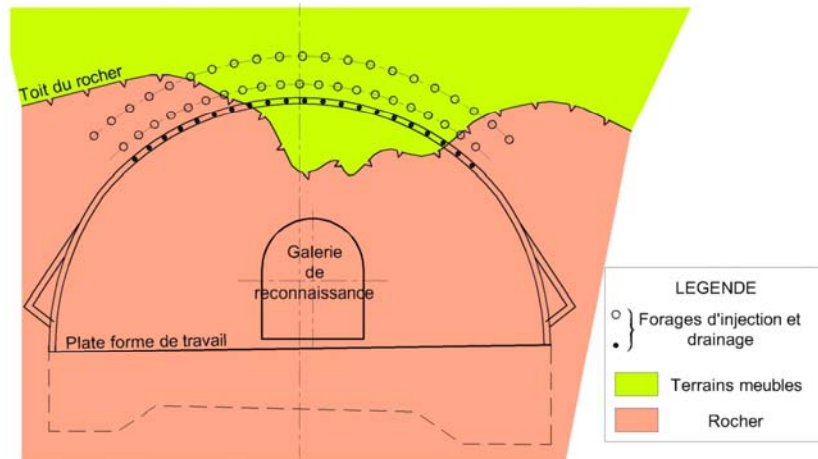 Toit du rocher
Galerie
de
reconnaissance
Plate forme de travail
LEGENDE
Forages d'injection et
drainage
Terrains meubles
Rocher